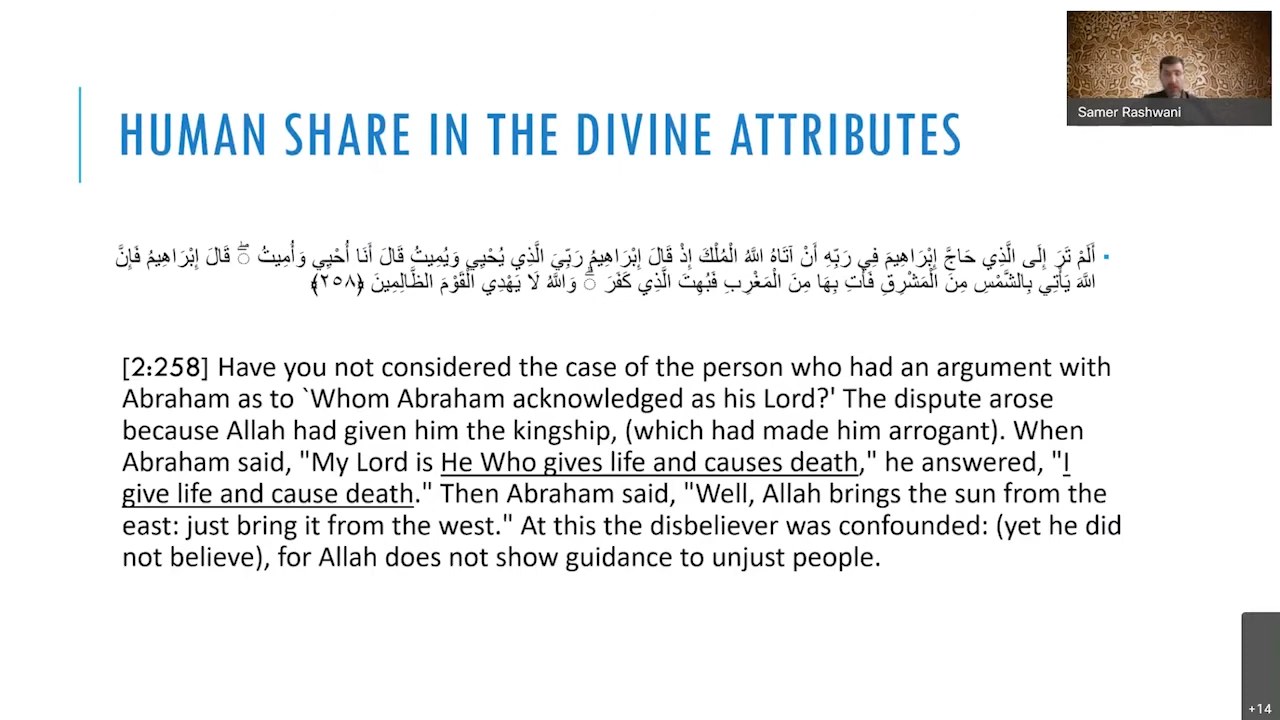 Samer Rashwani
HUMAN SHARE IN THE DIVINE ATTRIBUTES
أَلَمْ تَرَ إِلَى الَّذِي حَاجَّ إِبْرَاهِيمَ فِي رَبِّهِ أَنْ آتَاهُ اللَّهُ الْمُلْكَ إِذْ قَالَ إِبْرَاهِيمُ رَبِّيَ الَّذِي يُحْيِي وَيُمِيتُ قَالَ أَنَا أُحْيِي وَأُمِيتُ ۖ قَالَ إِبْرَاهِيمُ فَإِنَّ
اللَّهَ يَأْتِي بِالشَّمْسِ مِنَ الْمَشْرِقِ فَأْتِ بِهَا مِنَ الْمَغْرِبِ فَبُهِتَ الَّذِي كَفَرَ ۗ وَاللَّهُ لَا يَهْدِي الْقَوْمَ الظَّالِمِينَ ﴿٢٥٨﴾
[2:258] Have you not considered the case of the person who had an argument with
Abraham as to `Whom Abraham acknowledged as his Lord?' The dispute arose
because Allah had given him the kingship, (which had made him arrogant). When
Abraham said, "My Lord is He Who gives life and causes death," he answered, "I
give life and cause death." Then Abraham said, "Well, Allah brings the sun from the
east: just bring it from the west." At this the disbeliever was confounded: (yet he did
not believe), for Allah does not show guidance to unjust people.
+14